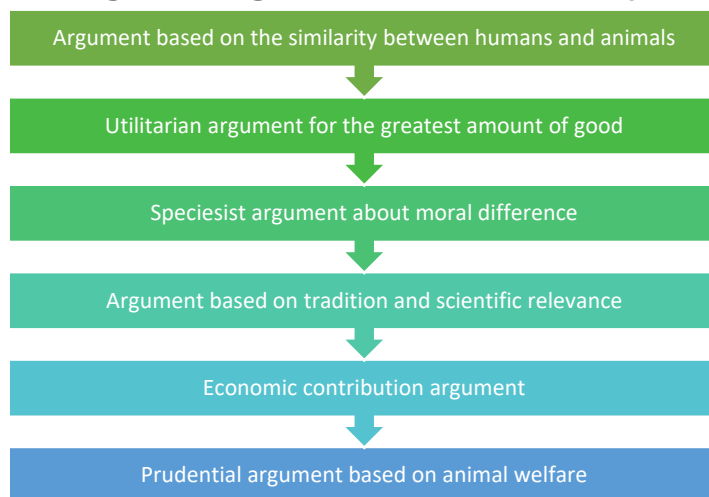 Argument based on the similarity between humans and animals
Utilitarian argument for the greatest amount of good
Speciesist argument about moral difference
Argument based on tradition and scientific relevance
Economic contribution argument
Prudential argument based on animal welfare